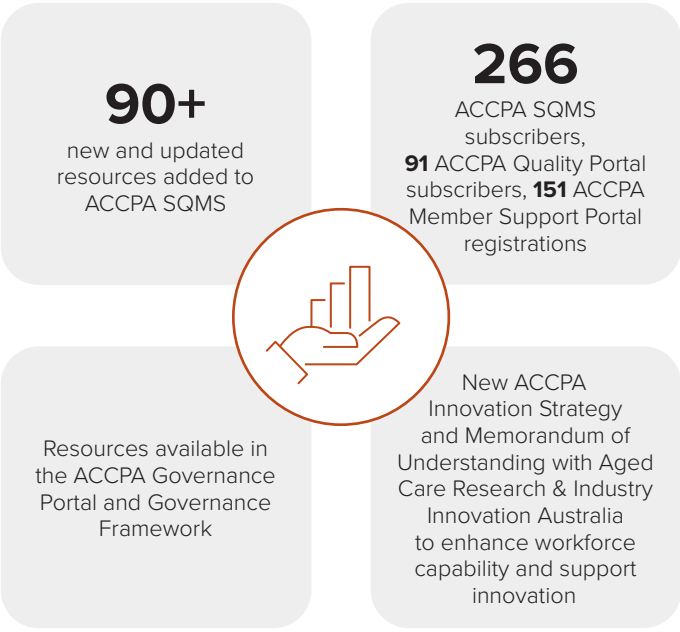 90+
new and updated
resources added to
ACCPA SQMS
266
ACCPA SQMS
subscribers,
91 ACCPA Quality Portal
subscribers, 151 ACCPA
Member Support Portal
registrations
Resources available in
the ACCPA Governance
Portal and Governance
Framework
New ACCPA
Innovation Strategy
and Memorandum of
Understanding with Aged
Care Research & Industry
Innovation Australia
to enhance workforce
capability and support
innovation